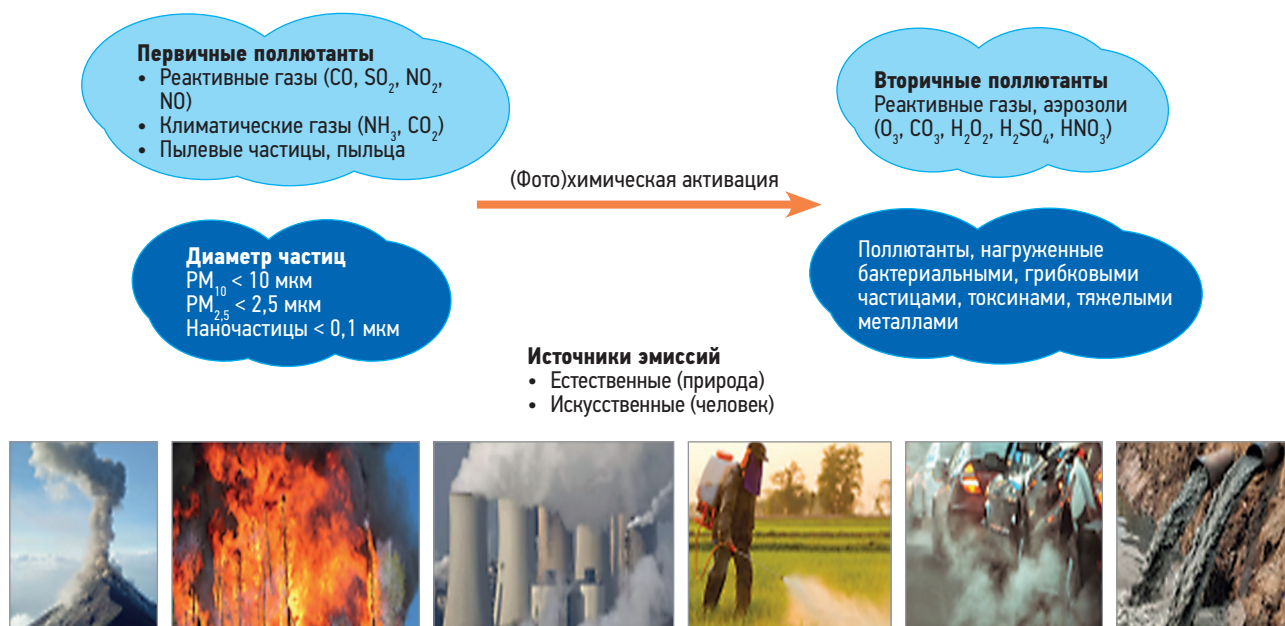 Первичные поллютанты
• Реактивные газы (CO, SO₂, NO₂,
NO)
• Климатические газы (NH₃, CO₂)
• Пылевые частицы, пыльца
Вторичные поллютанты
Реактивные газы, аэрозоли
(O₃, CO₃, H₂O₂, H₂SO₄, HNO₃)
(Фото)химическая активация
Диаметр частиц
PM₁₀ < 10 мкм
PM₂,₅ < 2,5 мкм
Наночастицы < 0,1 мкм
Поллютанты, нагруженные
бактериальными, грибковыми
частицами, токсинами, тяжелыми
металлами
Источники эмиссий
• Естественные (природа)
• Искусственные (человек)